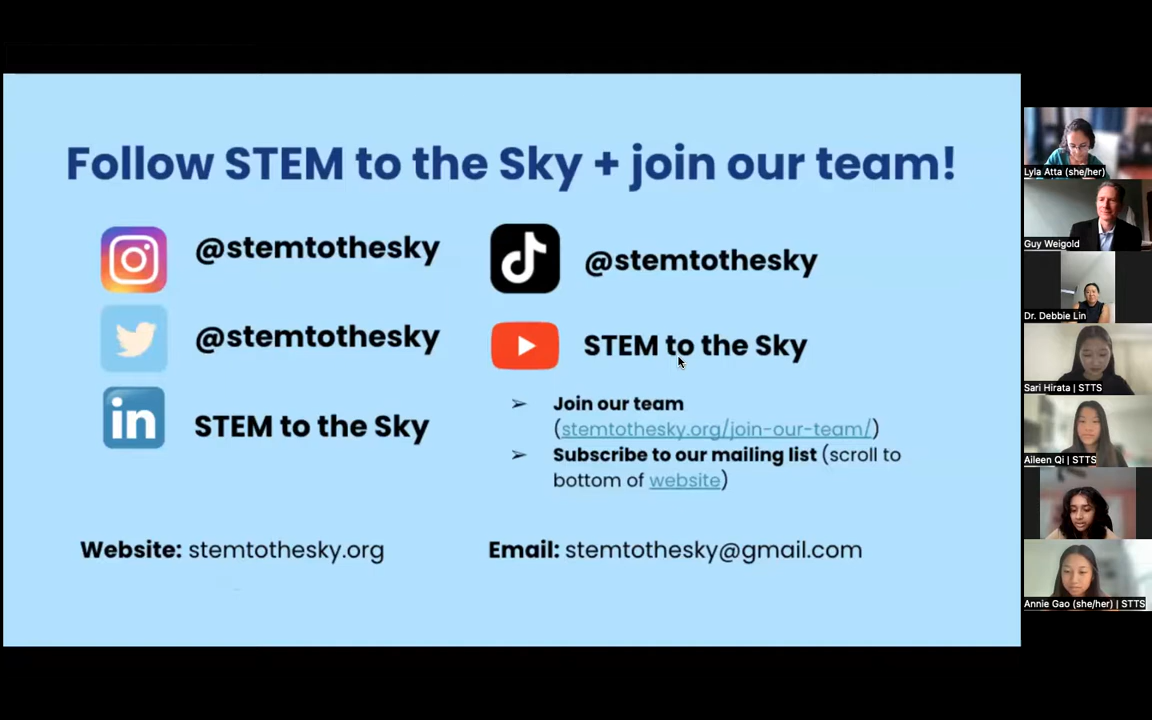 Follow STEM to the Sky + join our team!
@stemtothesky
@stemtothesky
@stemtothesky
STEM to the Sky
in
STEM to the Sky
➢ Join our team
(stemtothesky.org/join-our-team/)
➢ Subscribe to our mailing list (scroll to
bottom of website)
Website: stemtothesky.org
Email: stemtothesky@gmail.com
Lyla Atta (she/her)
Guy Weigold
Dr. Debbie Lin
Sari Hirata | STTS
Aileen Qi | STTS
Annie Gao (she/her) | STTS